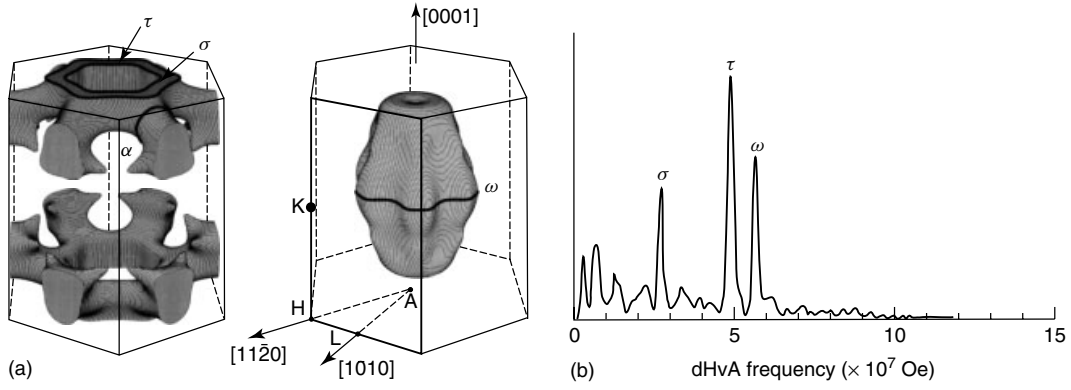 τ
σ
α
(a)
[0001]
ω
K
H
A
L
[112̄0]
[1010]
τ
ω
σ
0
5
10
15
(b)
dHvA frequency (× 10⁷ Oe)